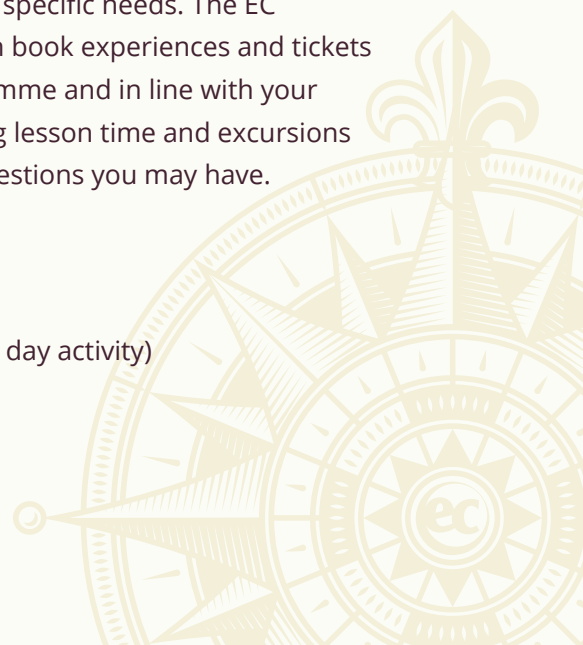 specific needs. The EC
book experiences and tickets
mme and in line with your
lesson time and excursions
estions you may have.
day activity)
ec